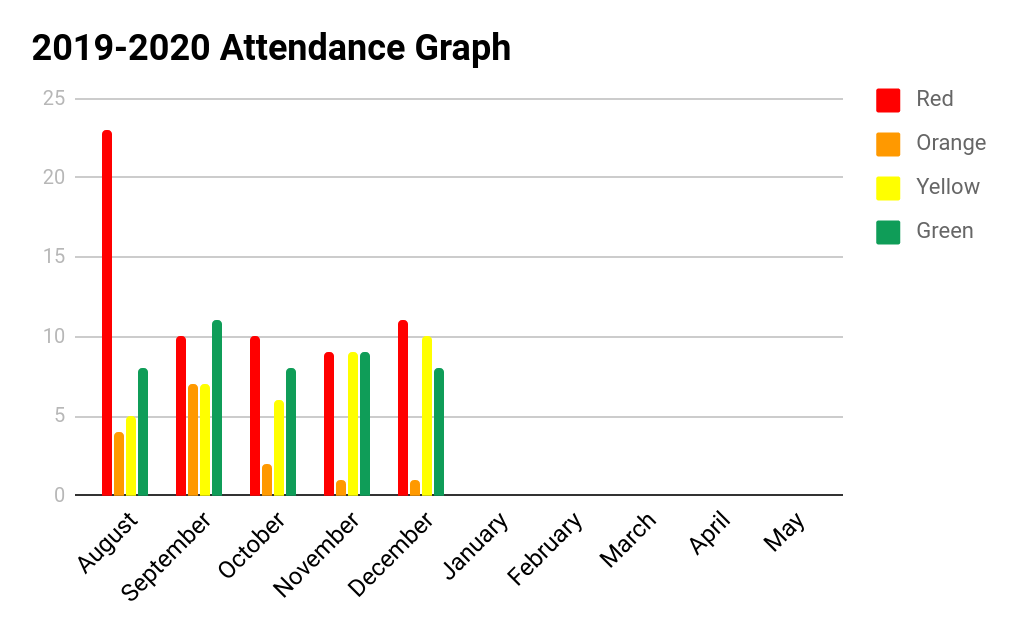 2019-2020 Attendance Graph
25
20
15
10
5
0
August
September
October
November
December
January
February
March
April
May
Red
Orange
Yellow
Green